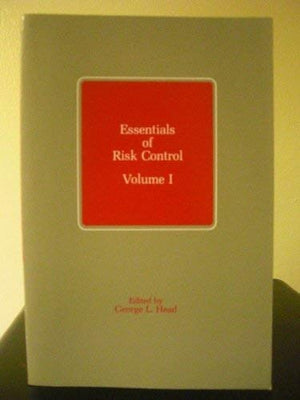 Essentials
of
Risk Control
Volume I
Edited by
George L. Head